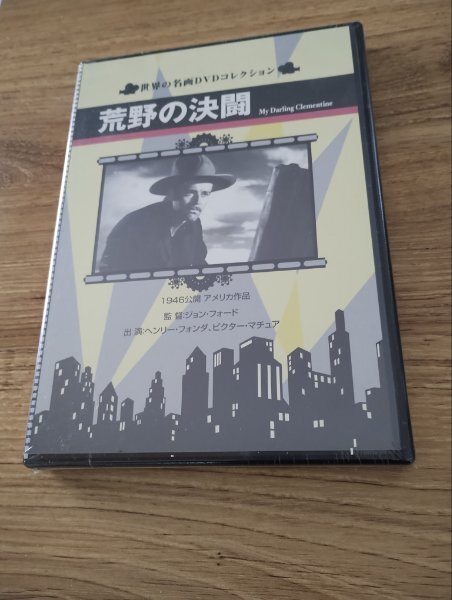 世界の名画DVDコレクション
荒野の決闘 My Darling Clementine
1946公開 アメリカ作品
監 督:ジョン・フォード
出 演:ヘンリー・フォンダ、ビクター・マチュア